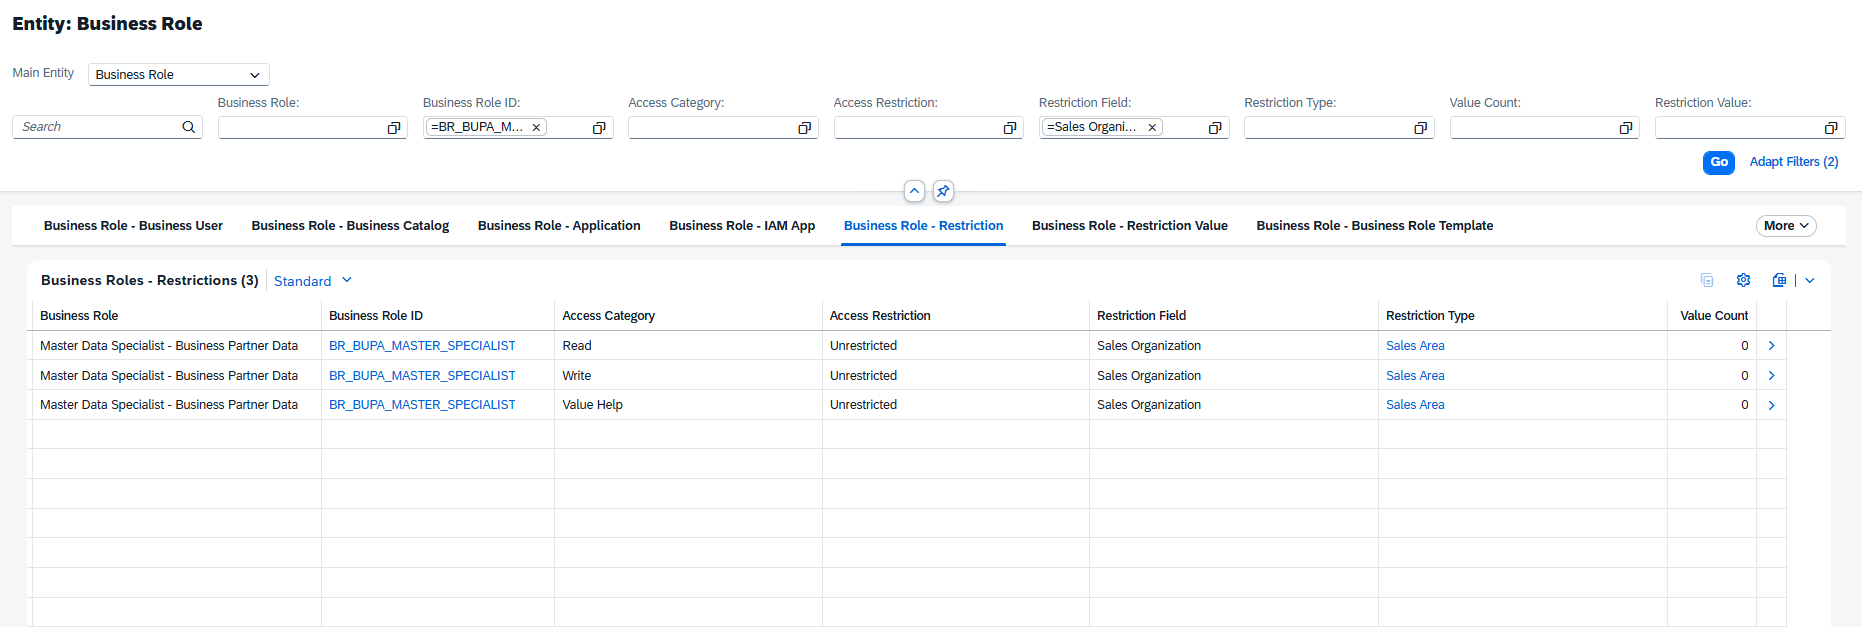 Entity: Business Role
Main Entity Business Role
Business Role: Business Role ID: Access Category: Access Restriction: Restriction Field: Restriction Type: Value Count: Restriction Value:
Search =BR_BUPA_M... =Sales Organi...
Go Adapt Filters (2)
Business Role - Business User Business Role - Business Catalog Business Role - Application Business Role - IAM App Business Role - Restriction Business Role - Restriction Value Business Role - Business Role Template More
Business Roles - Restrictions (3) Standard
Business Role Business Role ID Access Category Access Restriction Restriction Field Restriction Type Value Count
Master Data Specialist - Business Partner Data BR_BUPA_MASTER_SPECIALIST Read Unrestricted Sales Organization Sales Area 0
Master Data Specialist - Business Partner Data BR_BUPA_MASTER_SPECIALIST Write Unrestricted Sales Organization Sales Area 0
Master Data Specialist - Business Partner Data BR_BUPA_MASTER_SPECIALIST Value Help Unrestricted Sales Organization Sales Area 0